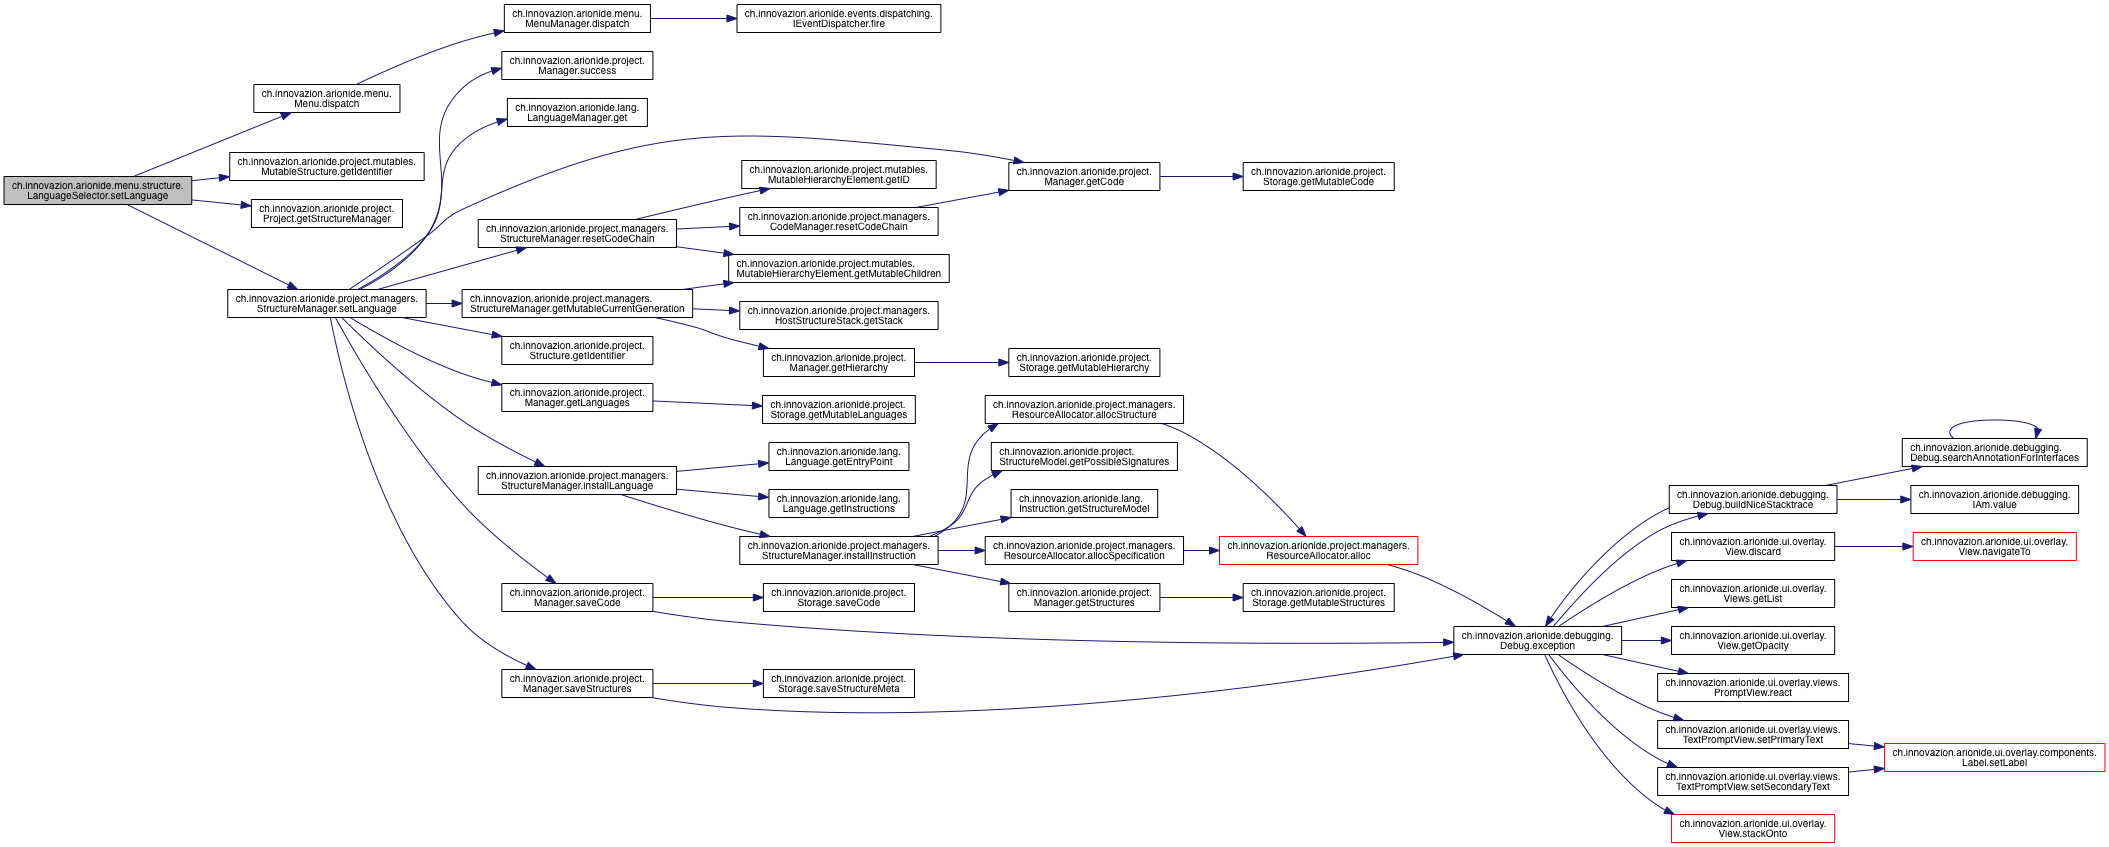 ch.innovazion.arionide.menu.structure.
LanguageSelector.setLanguage
ch.innovazion.arionide.menu.
Menu.dispatch
ch.innovazion.arionide.project.mutables.
MutableStructure.getIdentifier
ch.innovazion.arionide.project.
Project.getStructureManager
ch.innovazion.arionide.project.managers.
StructureManager.setLanguage
ch.innovazion.arionide.menu.
MenuManager.dispatch
ch.innovazion.arionide.project.
Manager.success
ch.innovazion.arionide.lang.
LanguageManager.get
ch.innovazion.arionide.project.managers.
StructureManager.resetCodeChain
ch.innovazion.arionide.project.managers.
StructureManager.getMutableCurrentGeneration
ch.innovazion.arionide.project.
Structure.getIdentifier
ch.innovazion.arionide.project.
Manager.getLanguages
ch.innovazion.arionide.project.managers.
StructureManager.installLanguage
ch.innovazion.arionide.project.
Manager.saveCode
ch.innovazion.arionide.project.
Manager.saveStructures
ch.innovazion.arionide.events.dispatching.
IEventDispatcher.fire
ch.innovazion.arionide.project.mutables.
MutableHierarchyElement.getID
ch.innovazion.arionide.project.managers.
CodeManager.resetCodeChain
ch.innovazion.arionide.project.mutables.
MutableHierarchyElement.getMutableChildren
ch.innovazion.arionide.project.managers.
HostStructureStack.getStack
ch.innovazion.arionide.project.
Manager.getHierarchy
ch.innovazion.arionide.project.
Storage.getMutableLanguages
ch.innovazion.arionide.lang.
Language.getEntryPoint
ch.innovazion.arionide.lang.
Language.getInstructions
ch.innovazion.arionide.project.managers.
StructureManager.installInstruction
ch.innovazion.arionide.project.
Storage.saveCode
ch.innovazion.arionide.project.
Storage.saveStructureMeta
ch.innovazion.arionide.project.
Manager.getCode
ch.innovazion.arionide.project.
Storage.getMutableHierarchy
ch.innovazion.arionide.project.managers.
ResourceAllocator.allocStructure
ch.innovazion.arionide.project.
StructureModel.getPossibleSignatures
ch.innovazion.arionide.lang.
Instruction.getStructureModel
ch.innovazion.arionide.project.managers.
ResourceAllocator.allocSpecification
ch.innovazion.arionide.project.
Manager.getStructures
ch.innovazion.arionide.project.
Storage.getMutableCode
ch.innovazion.arionide.project.managers.
ResourceAllocator.alloc
ch.innovazion.arionide.project.
Storage.getMutableStructures
ch.innovazion.arionide.debugging.
Debug.exception
ch.innovazion.arionide.debugging.
Debug.buildNiceStacktrace
ch.innovazion.arionide.ui.overlay.
View.discard
ch.innovazion.arionide.ui.overlay.
Views.getList
ch.innovazion.arionide.ui.overlay.
View.getOpacity
ch.innovazion.arionide.ui.overlay.views.
PromptView.react
ch.innovazion.arionide.ui.overlay.views.
TextPromptView.setPrimaryText
ch.innovazion.arionide.ui.overlay.views.
TextPromptView.setSecondaryText
ch.innovazion.arionide.ui.overlay.
View.stackOnto
ch.innovazion.arionide.debugging.
Debug.searchAnnotationForInterfaces
ch.innovazion.arionide.debugging.
IAm.value
ch.innovazion.arionide.ui.overlay.
View.navigateTo
ch.innovazion.arionide.ui.overlay.components.
Label.setLabel